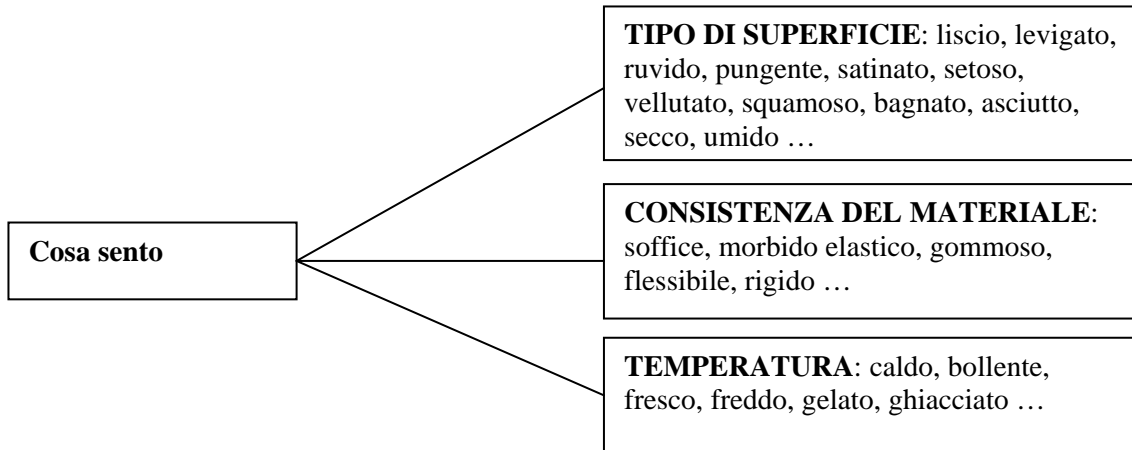 TIPO DI SUPERFICIE: liscio, levigato,
ruvido, pungente, satinato, setoso,
vellutato, squamoso, bagnato, asciutto,
secco, umido …
Cosa sento
CONSISTENZA DEL MATERIALE:
soffice, morbido elastico, gommoso,
flessibile, rigido …
TEMPERATURA: caldo, bollente,
fresco, freddo, gelato, ghiacciato …